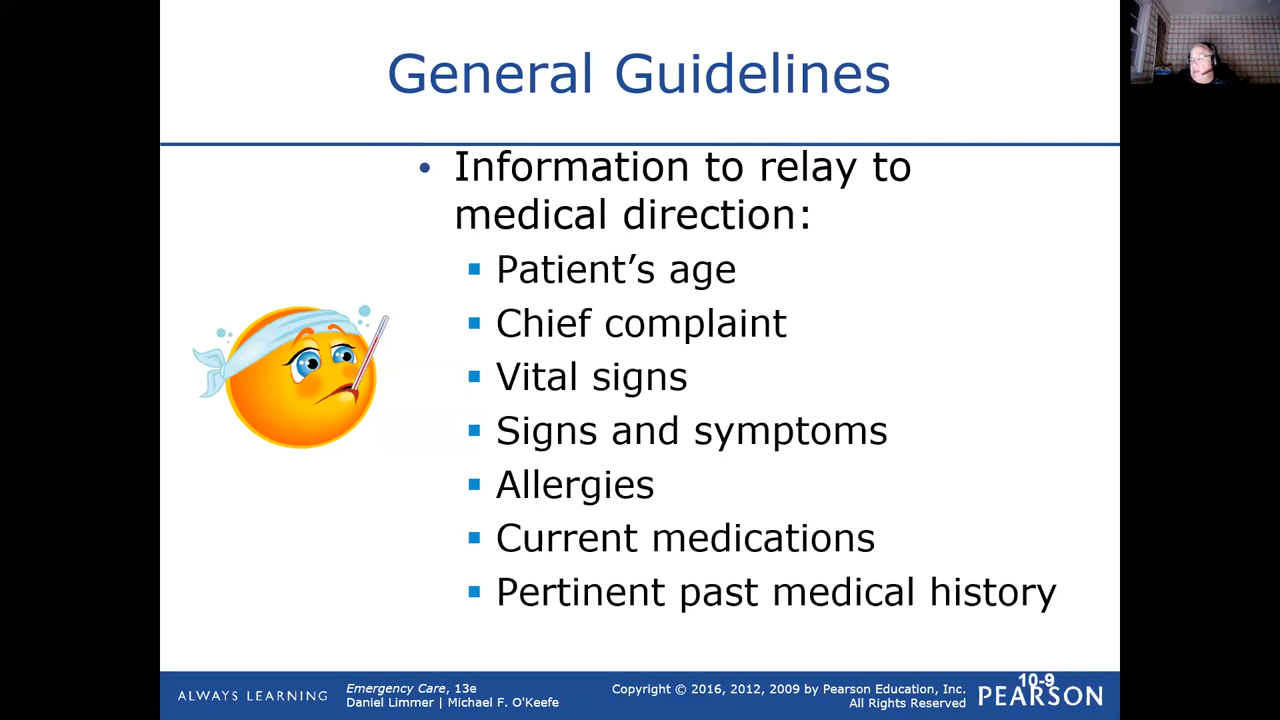 General Guidelines
• Information to relay to
medical direction:
▪ Patient’s age
▪ Chief complaint
▪ Vital signs
▪ Signs and symptoms
▪ Allergies
▪ Current medications
▪ Pertinent past medical history
ALWAYS LEARNING
Emergency Care, 13e
Daniel Limmer | Michael F. O'Keefe
Copyright © 2016, 2012, 2009 by Pearson Education, Inc.
All Rights Reserved
10-9
PEARSON